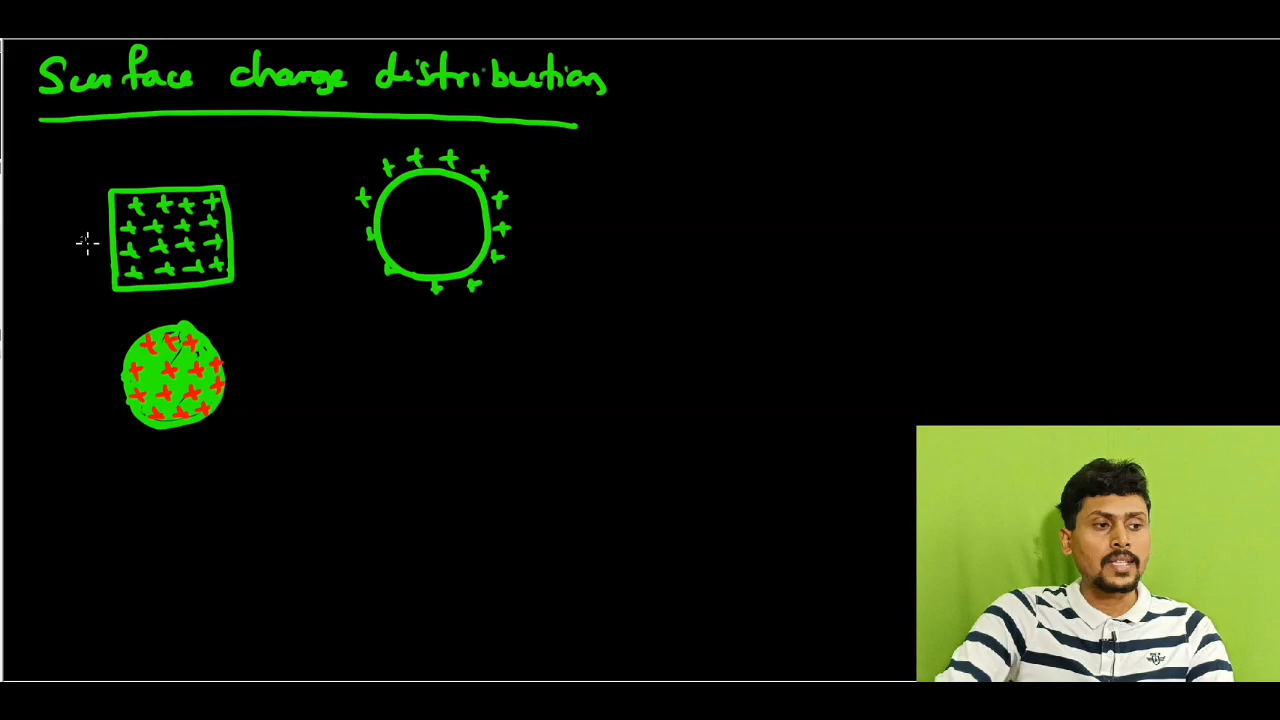 Surface charge distribution
+ + + +
+ + + +
+ + + +
+ + + +
+ + + + + + + + + + + + +
+ + +
+ + + +
+ + + +
+ + +